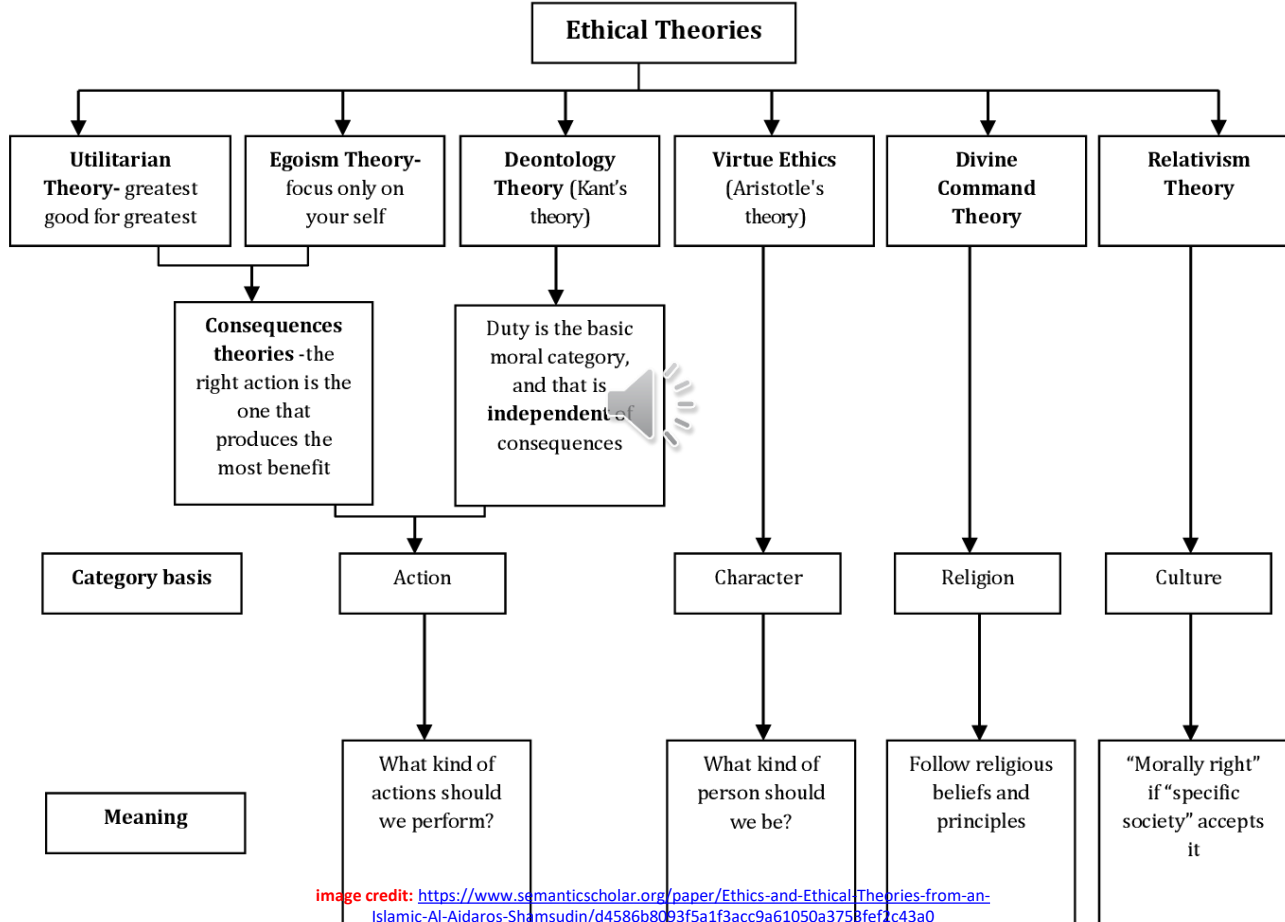 Ethical Theories
Utilitarian
Theory- greatest
good for greatest
Egoism Theory-
focus only on
your self
Deontology
Theory (Kant's
theory)
Virtue Ethics
(Aristotle's
theory)
Divine
Command
Theory
Relativism
Theory
Consequences
theories -the
right action is the
one that
produces the
most benefit
Duty is the basic
moral category,
and that is
independent of
consequences
Category basis
Action
Character
Religion
Culture
Meaning
What kind of
actions should
we perform?
What kind of
person should
we be?
Follow religious
beliefs and
principles
“Morally right”
if “specific
society” accepts
it
image credit: https://www.semanticscholar.org/paper/Ethics-and-Ethical-Theories-from-an-
Islamic-Al-Aidaros-Shamsudin/d4586b8093f5a1f3acc9a61050a3753fef2c43a0